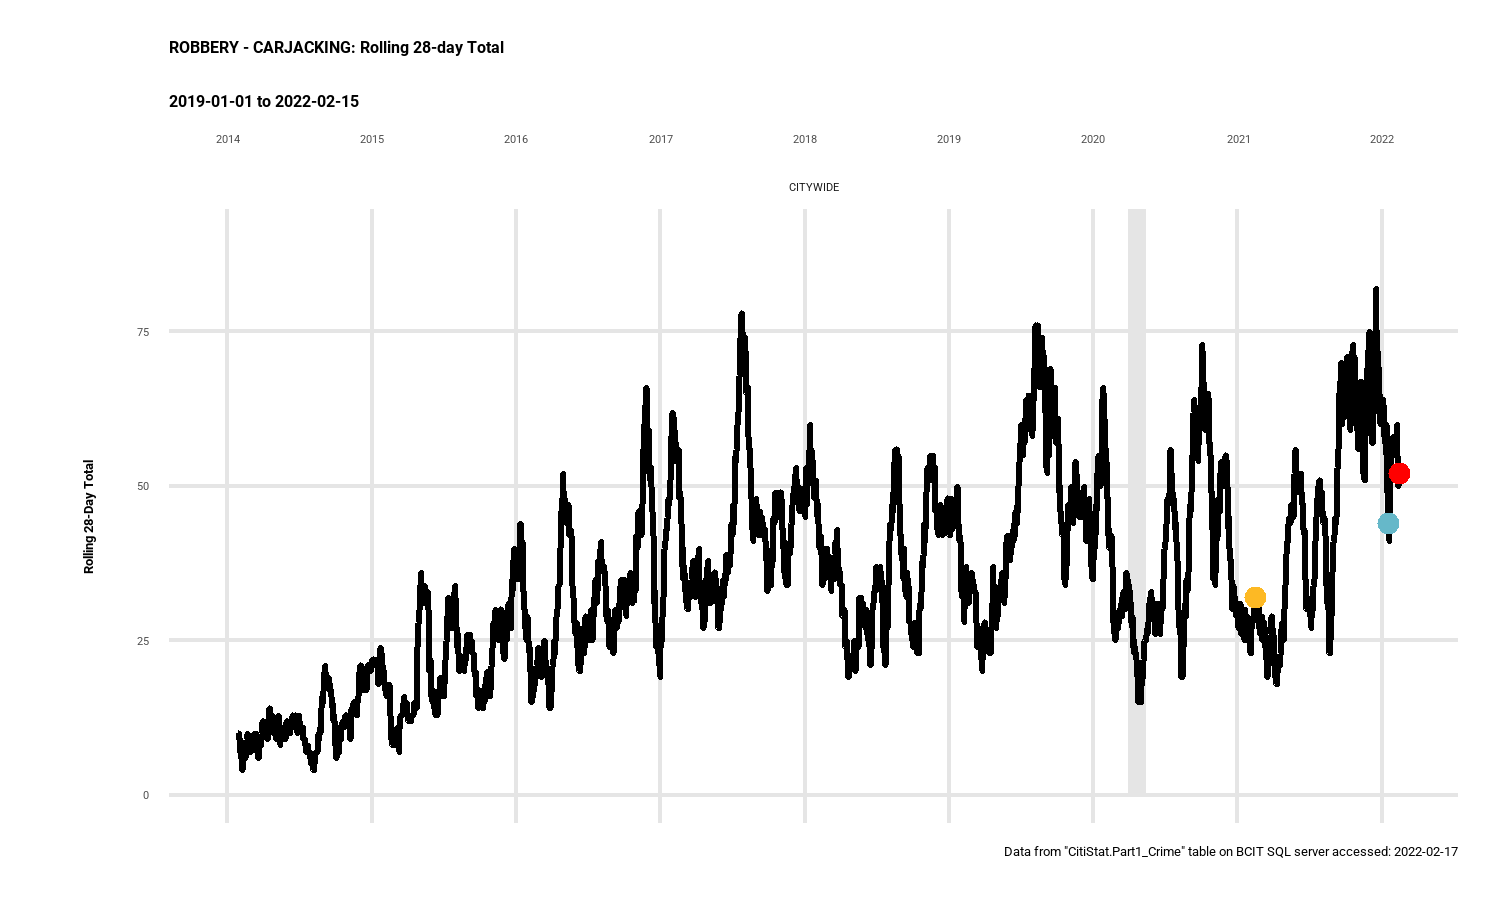 ROBBERY - CARJACKING: Rolling 28-day Total
2019-01-01 to 2022-02-15
2014 2015 2016 2017 2018 2019 2020 2021 2022
CITYWIDE
75
50
25
0
Rolling 28-Day Total
Data from "CitiStat.Part1_Crime" table on BCIT SQL server accessed: 2022-02-17